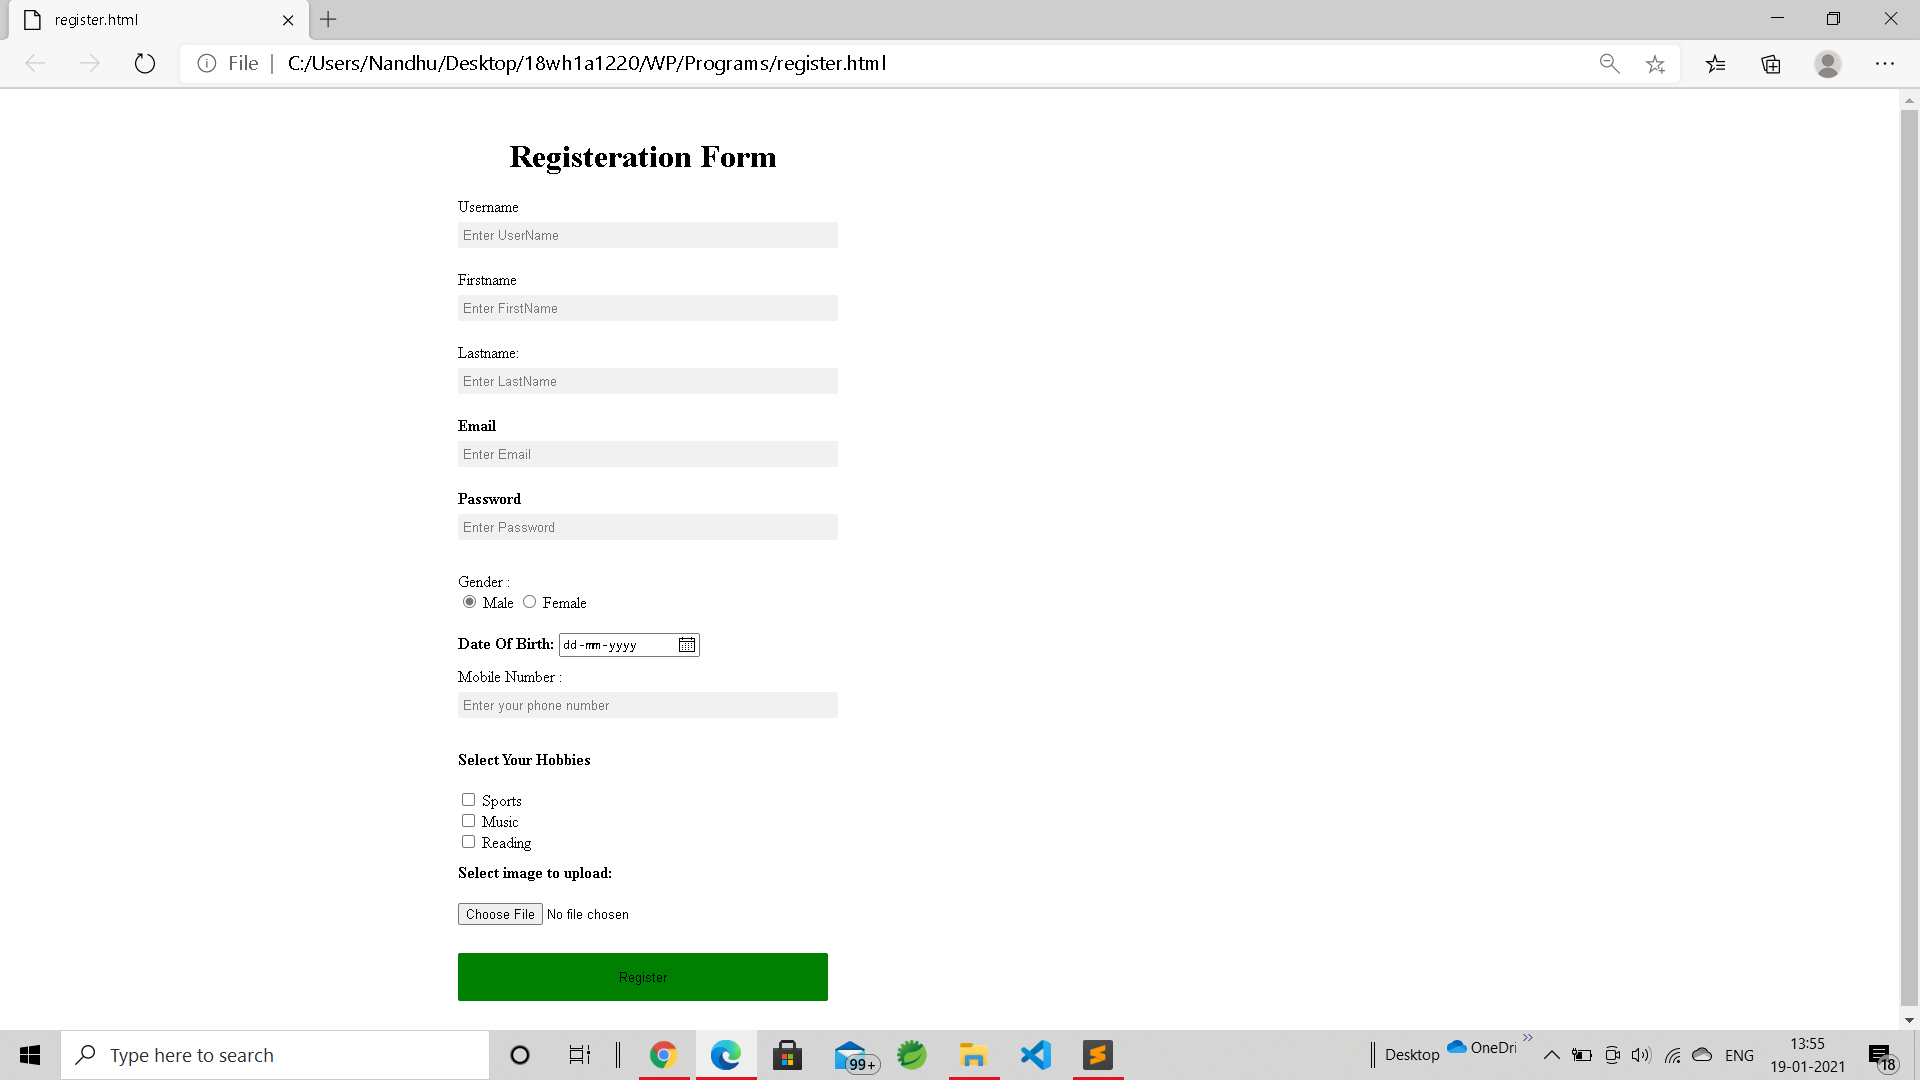 register.html
File
C:/Users/Nandhu/Desktop/18wh1a1220/WP/Programs/register.html
Registeration Form
Username
Enter UserName
Firstname
Enter FirstName
Lastname:
Enter LastName
Email
Enter Email
Password
Enter Password
Gender :
Male Female
Date Of Birth: dd-mm-yyyy
Mobile Number :
Enter your phone number
Select Your Hobbies
Sports
Music
Reading
Select image to upload:
Choose File No file chosen
Register
Type here to search
99+
Desktop
OneDri
ENG
13:55
19-01-2021
18